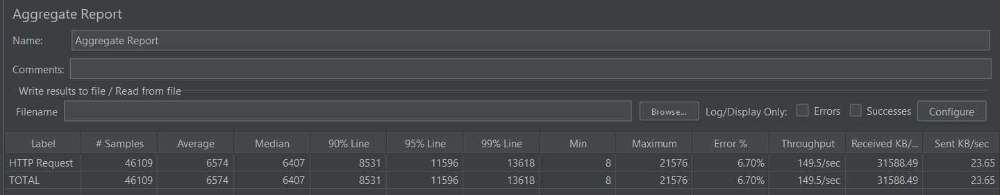 Aggregate Report
Name: Aggregate Report
Comments:
Write results to file / Read from file
Filename Browse... Log/Display Only: Errors Successes Configure
Label # Samples Average Median 90% Line 95% Line 99% Line Min Maximum Error % Throughput Received KB/... Sent KB/sec
HTTP Request 46109 6574 6407 8531 11596 13618 8 21576 6.70% 149.5/sec 31588.49 23.65
TOTAL 46109 6574 6407 8531 11596 13618 8 21576 6.70% 149.5/sec 31588.49 23.65